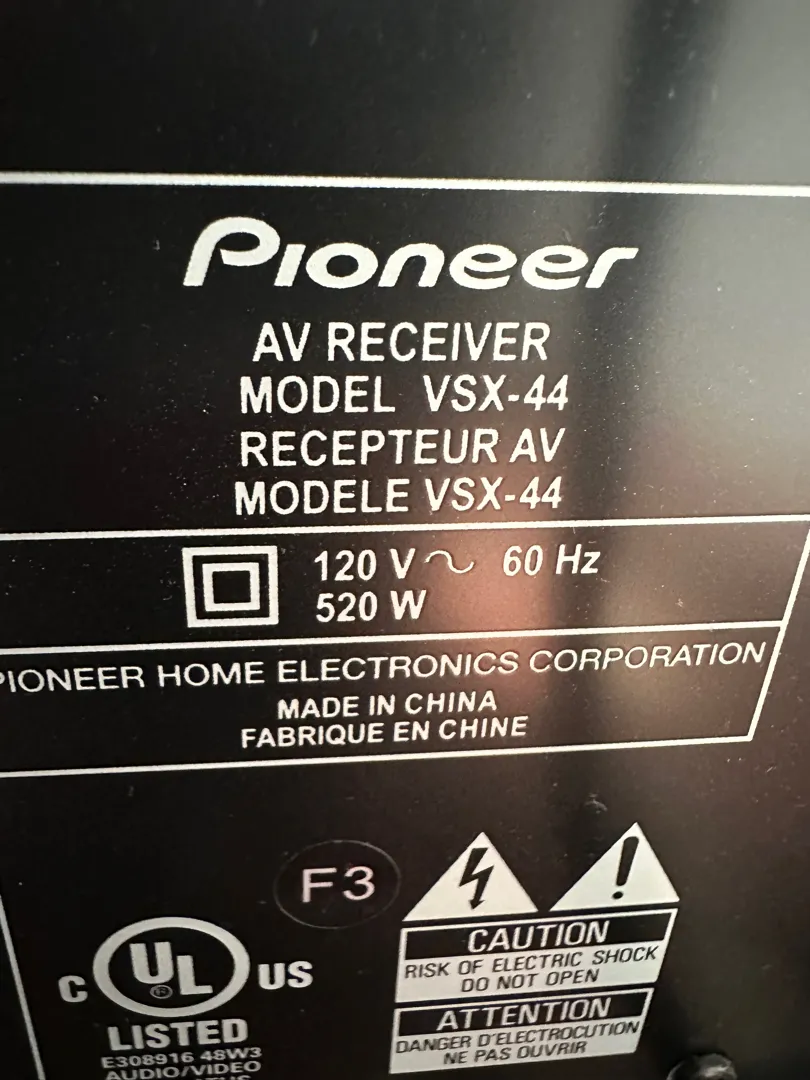 Pioneer
AV RECEIVER
MODEL VSX-44
RECEPTEUR AV
MODELE VSX-44
120 V ~ 60 Hz
520 W
PIONEER HOME ELECTRONICS CORPORATION
MADE IN CHINA
FABRIQUE EN CHINE
F3
C UL ® US
LISTED
E308916 48W3
AUDIO/VIDEO
CAUTION
RISK OF ELECTRIC SHOCK
DO NOT OPEN
ATTENTION
DANGER D'ELECTROCUTION
NE PAS OUVRIR